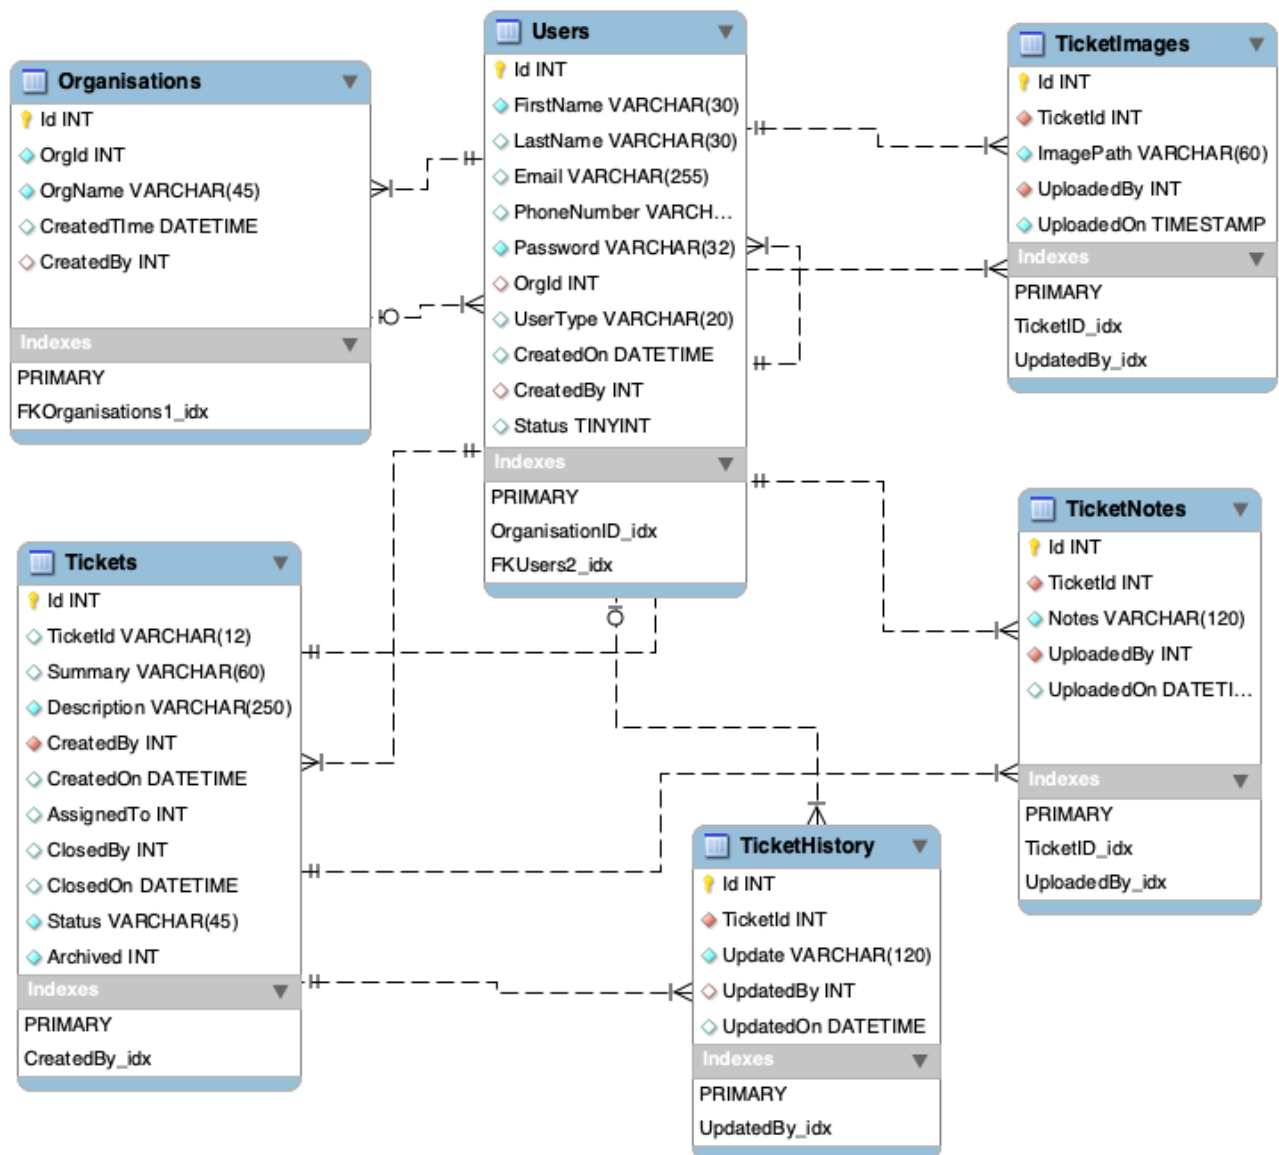 Organisations
Id INT
OrgId INT
OrgName VARCHAR(45)
CreatedTIme DATETIME
CreatedBy INT
Indexes
PRIMARY
FKOrganisations1_idx
Users
Id INT
FirstName VARCHAR(30)
LastName VARCHAR(30)
Email VARCHAR(255)
PhoneNumber VARCH...
Password VARCHAR(32)
OrgId INT
UserType VARCHAR(20)
CreatedOn DATETIME
CreatedBy INT
Status TINYINT
Indexes
PRIMARY
OrganisationID_idx
FKUsers2_idx
TicketImages
Id INT
TicketId INT
ImagePath VARCHAR(60)
UploadedBy INT
UploadedOn TIMESTAMP
Indexes
PRIMARY
TicketID_idx
UpdatedBy_idx
Tickets
Id INT
TicketId VARCHAR(12)
Summary VARCHAR(60)
Description VARCHAR(250)
CreatedBy INT
CreatedOn DATETIME
AssignedTo INT
ClosedBy INT
ClosedOn DATETIME
Status VARCHAR(45)
Archived INT
Indexes
PRIMARY
CreatedBy_idx
TicketNotes
Id INT
TicketId INT
Notes VARCHAR(120)
UploadedBy INT
UploadedOn DATETI...
Indexes
PRIMARY
TicketID_idx
UploadedBy_idx
TicketHistory
Id INT
TicketId INT
Update VARCHAR(120)
UpdatedBy INT
UpdatedOn DATETIME
Indexes
PRIMARY
UpdatedBy_idx